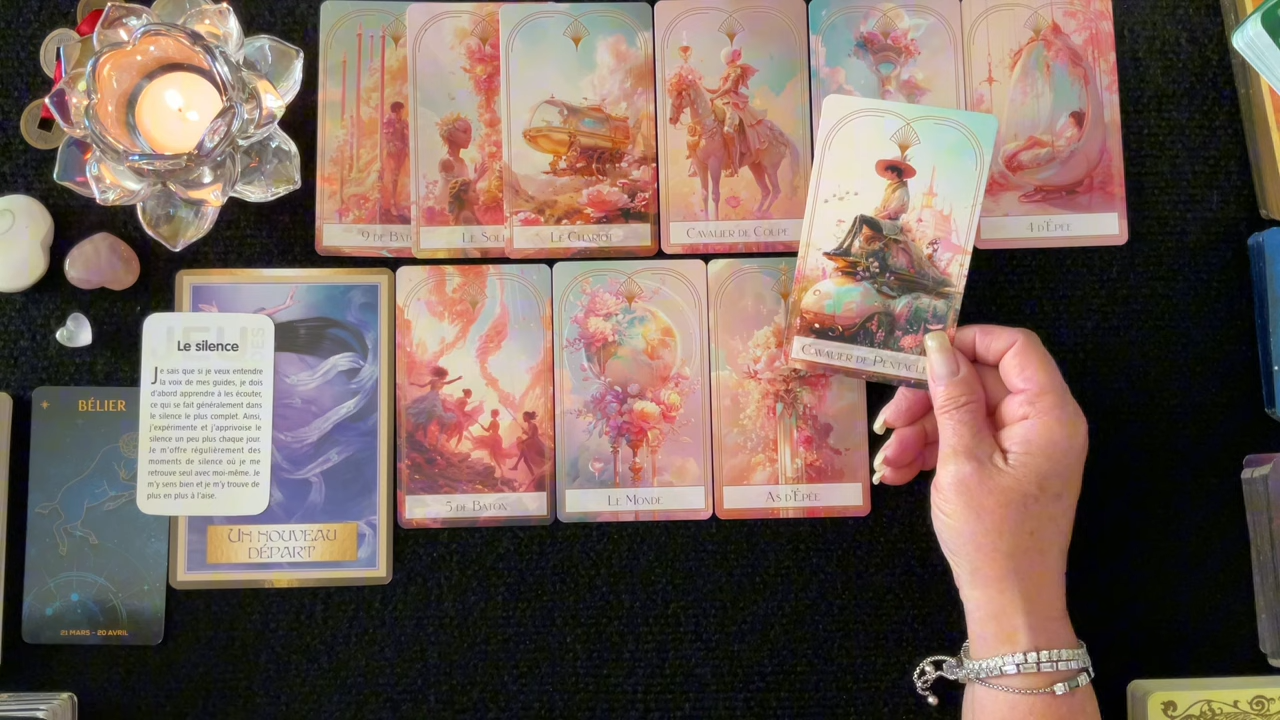 9 de Bat
Le Sol
Le Chariot
Cavalier de Coupe
4 d'Épée
Cavalier de Pentacl
Le silence
Je sais que si je veux entendre
la voix de mes guides, je dois
d'abord apprendre à les écouter,
ce qui se fait généralement dans
le silence le plus complet. Ainsi,
j'expérimente et j'apprivoise le
silence un peu plus chaque jour.
Je m'offre régulièrement des
moments de silence où je me
retrouve seul avec moi-même. Je
m'y sens bien et je m'y trouve de
plus en plus à l'aise.
BÉLIER
21 MARS - 20 AVRIL
Un nouveau
départ
5 de Baton
Le Monde
As d'Épée